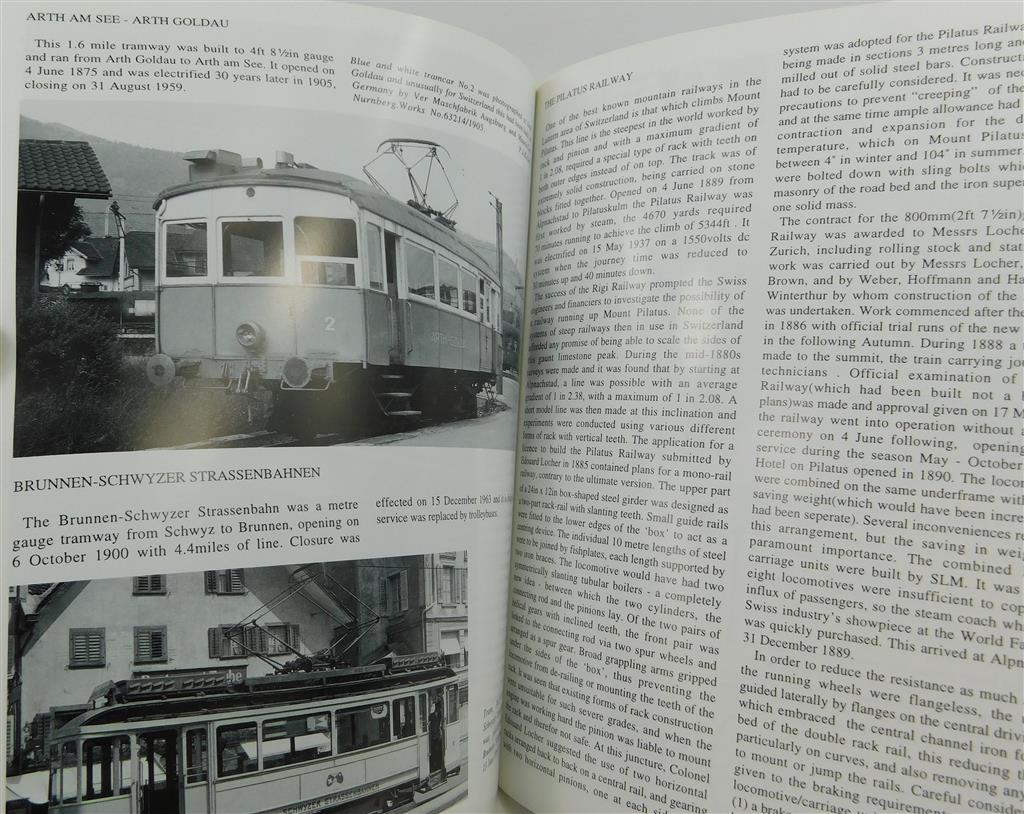 ARTH AM SEE - ARTH GOLDAU
This 1.6 mile tramway was built to 4ft 8½in gauge
and ran from Arth Goldau to Arth am See. It opened on
4 June 1875 and was electrified 30 years later in 1905,
closing on 31 August 1959.
Blue and white tramcar No.2 was photographed
Goldau and unusually for Switzerland this had been
Germany by Ver Maschfabrik Augsburg and
Nurnberg.Works No.63214/1905.
2
ARTH-GOLDAU
BRUNNEN-SCHWYZER STRASSENBAHNEN
The Brunnen-Schwyzer Strassenbahn was a metre
gauge tramway from Schwyz to Brunnen, opening on
6 October 1900 with 4.4miles of line. Closure was
effected on 15 December 1963 and
service was replaced by trolleybuses.
SCHWYZER STRASSENBAHNEN
THE PILATUS RAILWAY
One of the best known mountain railways in the
area of Switzerland is that which climbs Mount
Pilatus. This line is the steepest in the world worked by
rack and pinion and with a maximum gradient of
1 in 2.08, required a special type of rack with teeth on
both outer edges instead of on top. The track was of
extremely solid construction, being carried on stone
blocks fitted together. Opened on 4 June 1889 from
Alpnachstad to Pilatuskulm the Pilatus Railway was
first worked by steam, the 4670 yards required
70 minutes running to achieve the climb of 5344ft . It
was electrified on 15 May 1937 on a 1550volts dc
system when the journey time was reduced to
30 minutes up and 40 minutes down.
The success of the Rigi Railway prompted the Swiss
engineers and financiers to investigate the possibility of
a railway running up Mount Pilatus. None of the
systems of steep railways then in use in Switzerland
afforded any promise of being able to scale the sides of
this gaunt limestone peak. During the mid-1880s
surveys were made and it was found that by starting at
Alpnachstad, a line was possible with an average
gradient of 1 in 2.38, with a maximum of 1 in 2.08. A
short model line was then made at this inclination and
experiments were conducted using various different
forms of rack with vertical teeth. The application for a
licence to build the Pilatus Railway submitted by
Edouard Locher in 1885 contained plans for a mono-rail
railway, contrary to the ultimate version. The upper part
of a 24in x 12in box-shaped steel girder was designed as
a two-part rack-rail with slanting teeth. Small guide rails
were fitted to the lower edges of the 'box' to act as a
canting device. The individual 10 metre lengths of steel
were to be joined by fishplates, each length supported by
two iron braces. The locomotive would have had two
symmetrically slanting tubular boilers - a completely
new idea - between which the two cylinders, the
connecting rod and the pinions lay. Of the two pairs of
helical gears with inclined teeth, the front pair was
linked to the connecting rod via two spur wheels and
arranged as a spur gear. Broad grappling arms gripped
under the sides of the 'box', thus preventing the
locomotive from de-railing or mounting the teeth of the
rack. It was seen that existing forms of rack construction
were unsuitable for such severe grades, and when the
engine was working hard the pinion was liable to mount
the rack and therefor not safe. At this juncture, Colonel
Edouard Locher suggested the use of two horizontal
racks arranged back to back on a central rail, and gearing
with two horizontal pinions, one at each side
system was adopted for the Pilatus Railway
being made in sections 3 metres long and
milled out of solid steel bars. Constructi
had to be carefully considered. It was nec
precautions to prevent "creeping" of the
and at the same time ample allowance had
contraction and expansion for the d
temperature, which on Mount Pilatus
between 4° in winter and 104° in summer.
were bolted down with sling bolts whic
masonry of the road bed and the iron super
one solid mass.
The contract for the 800mm(2ft 7½in)
Railway was awarded to Messrs Loche
Zurich, including rolling stock and stat
work was carried out by Messrs Locher,
Brown, and by Weber, Hoffmann and Ha
Winterthur by whom construction of the
was undertaken. Work commenced after the
in 1886 with official trial runs of the new
in the following Autumn. During 1888 a
made to the summit, the train carrying jou
technicians . Official examination of
Railway(which had been built not a
plans)was made and approval given on 17 M
the railway went into operation without a
ceremony on 4 June following, opening
service during the season May - October
Hotel on Pilatus opened in 1890. The locom
were combined on the same underframe with
saving weight(which would have been incre
had been seperate). Several inconveniences re
this arrangement, but the saving in wei
paramount importance. The combined
carriage units were built by SLM. It was
eight locomotives were insufficient to cop
influx of passengers, so the steam coach wh
Swiss industry's showpiece at the World Fa
was quickly purchased. This arrived at Alpn
31 December 1889.
In order to reduce the resistance as much
the running wheels were flangeless, the
guided laterally by flanges on the central drivi
which embraced the central channel iron fo
bed of the double rack rail, this reducing th
particularly on curves, and also removing any
to mount or jump the rails. Careful conside
given to the braking requirements
locomotive/carriage
(1) a brak